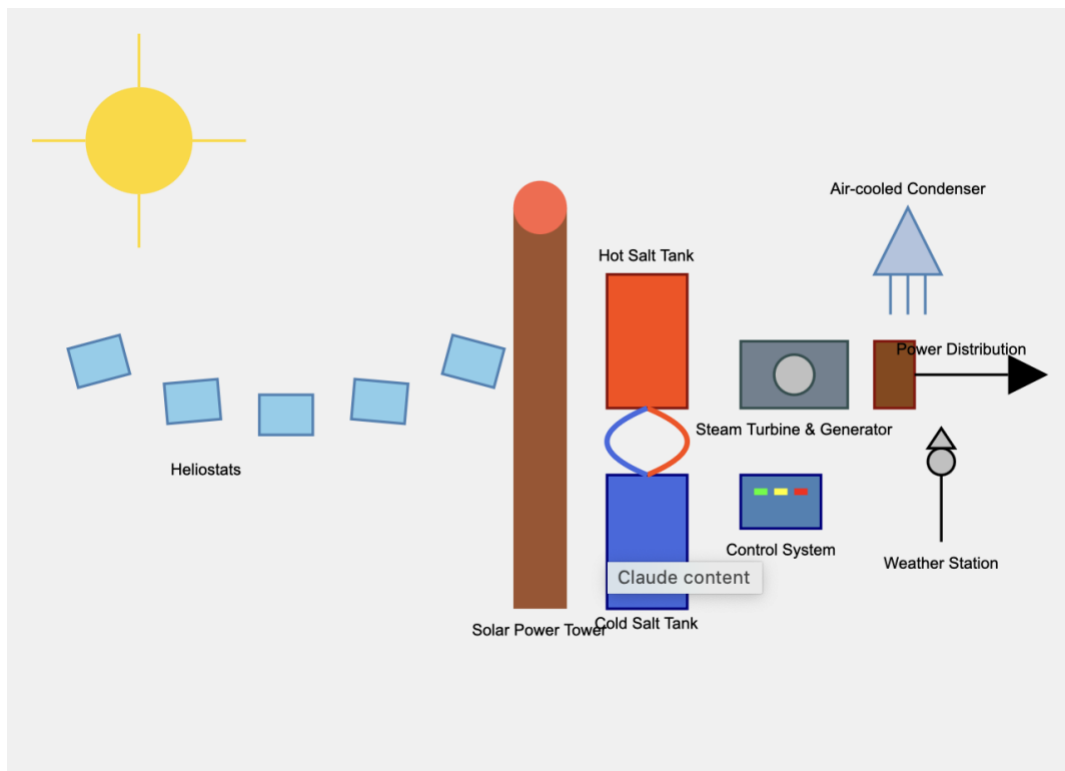 Air-cooled Condenser
Hot Salt Tank
Power Distribution
Steam Turbine & Generator
Heliostats
Control System
Weather Station
Claude content
Cold Salt Tank
Solar Power Tower